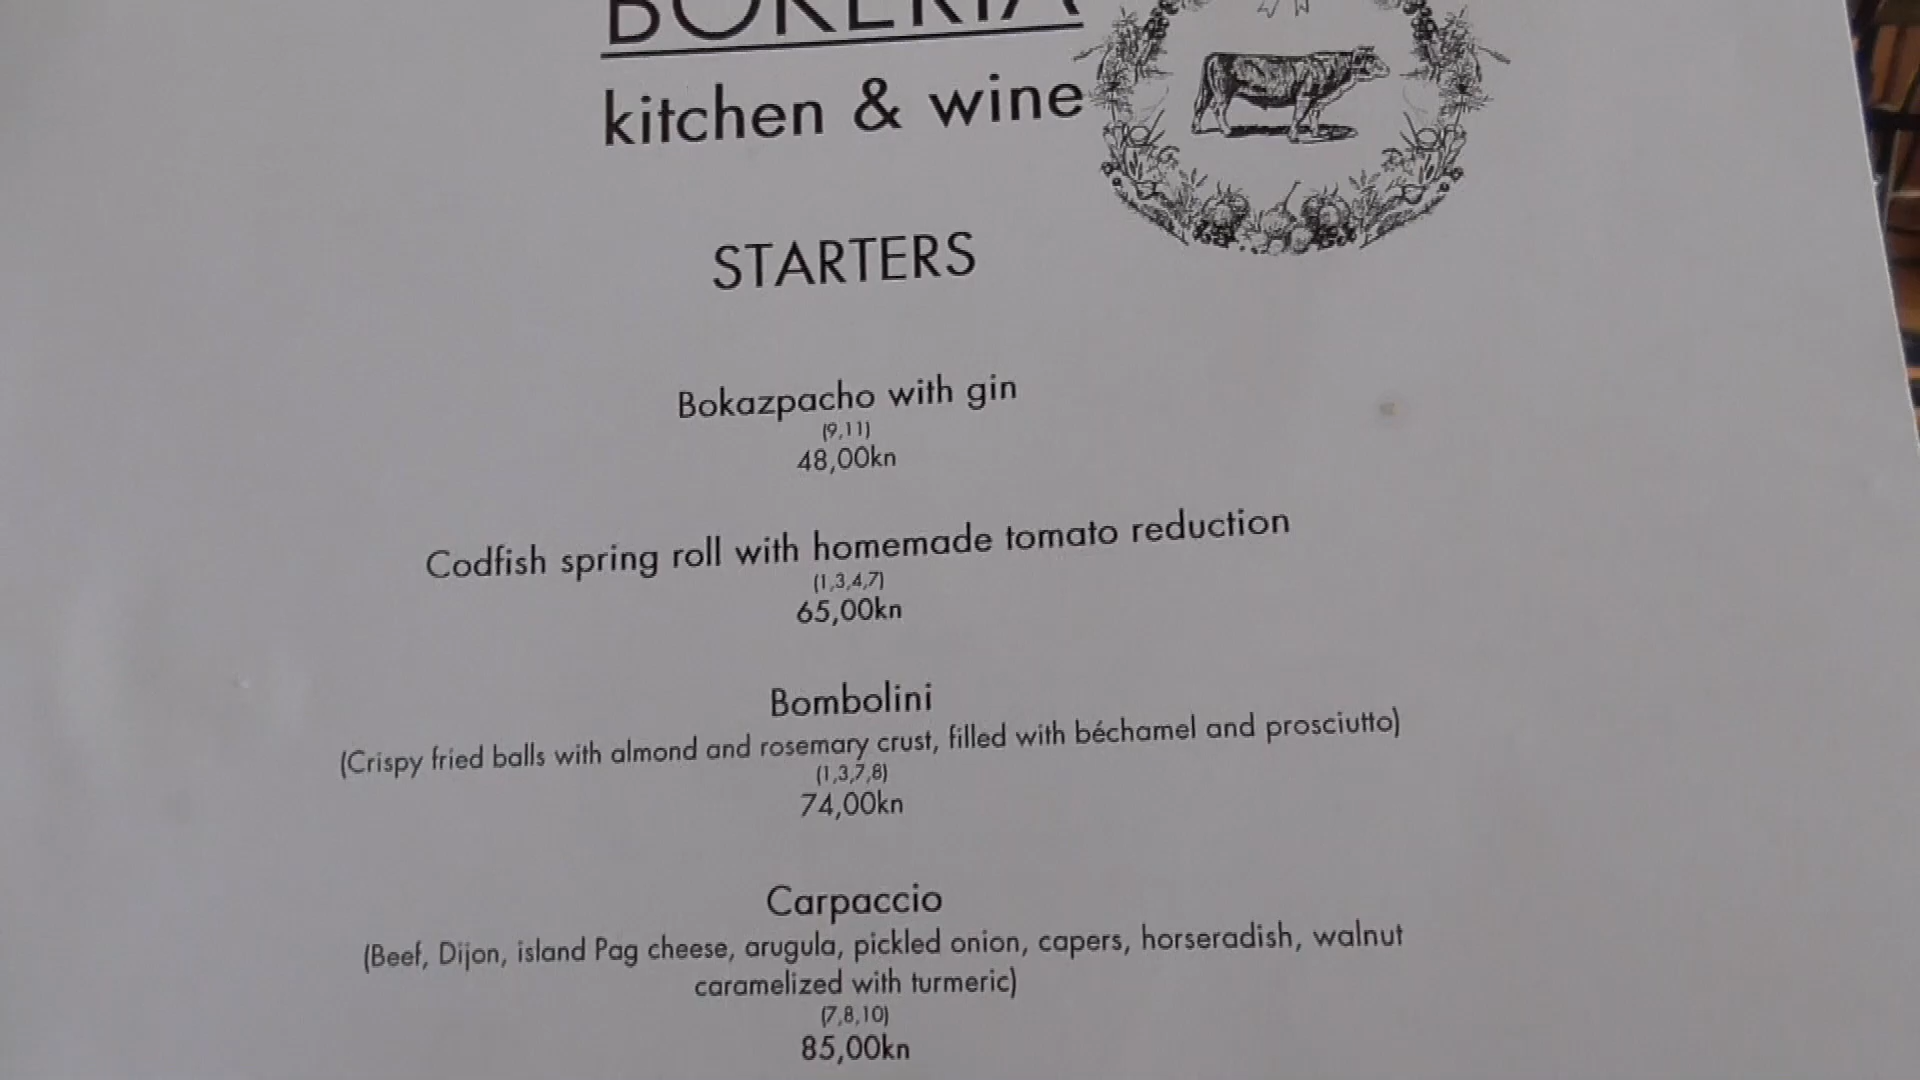 BOKERIA
kitchen & wine
STARTERS
Bokazpacho with gin
(9,11)
48,00kn
Codfish spring roll with homemade tomato reduction
(1,3,4,7)
65,00kn
Bombolini
(Crispy fried balls with almond and rosemary crust, filled with béchamel and prosciutto)
(1,3,7,8)
74,00kn
Carpaccio
(Beef, Dijon, island Pag cheese, arugula, pickled onion, capers, horseradish, walnut
caramelized with turmeric)
(7,8,10)
85,00kn